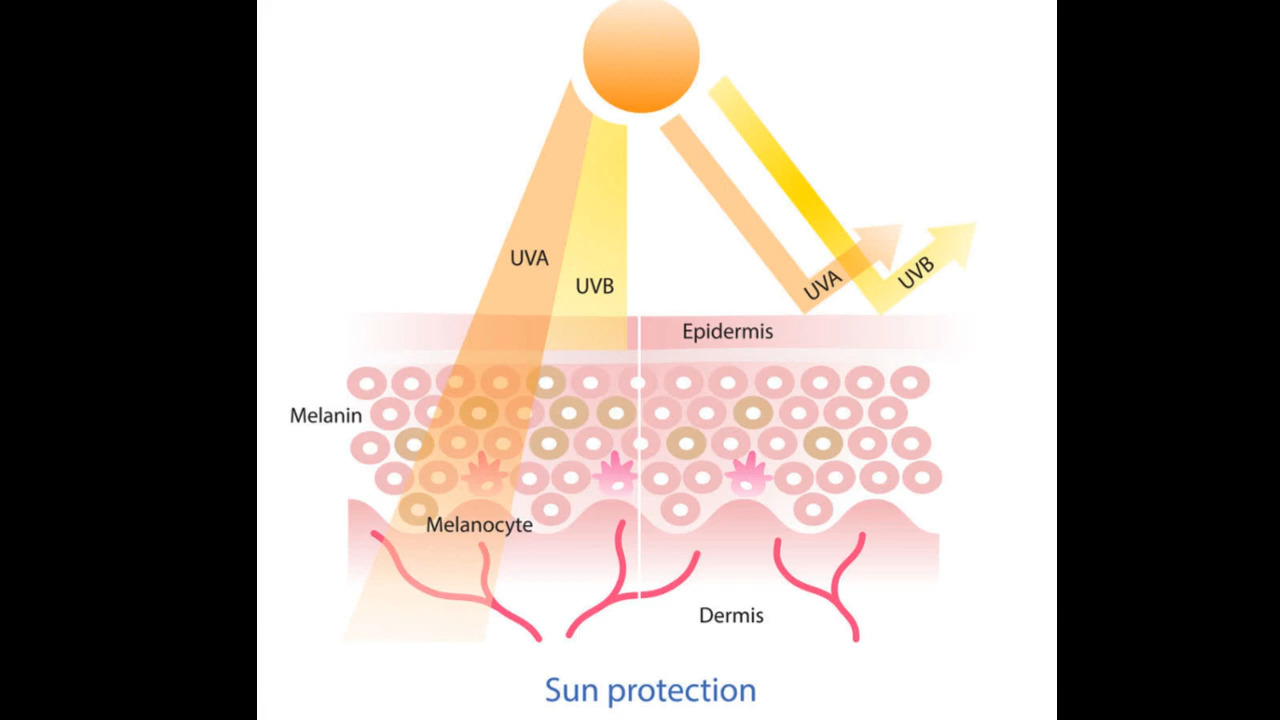 UVA
UVB
UVA
UVB
Epidermis
Melanin
Melanocyte
Dermis
Sun protection